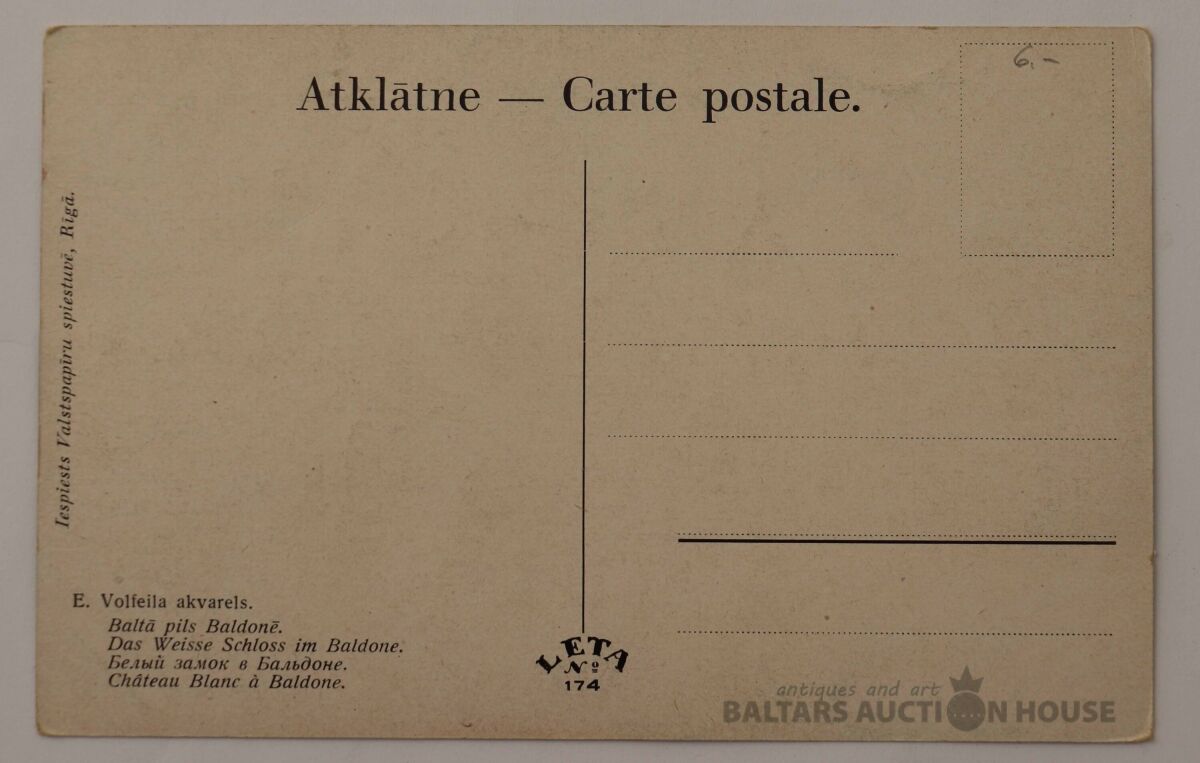 Atklātne — Carte postale.
6.–
Iespiests Valstspapīru spiestuvē, Rīgā.
E. Volfeila akvarels.
Baltā pils Baldonē.
Das Weisse Schloss im Baldone.
Белый замок в Бальдоне.
Château Blanc à Baldone.
LETA
№
174
antiques and art
BALTARS AUCTION HOUSE